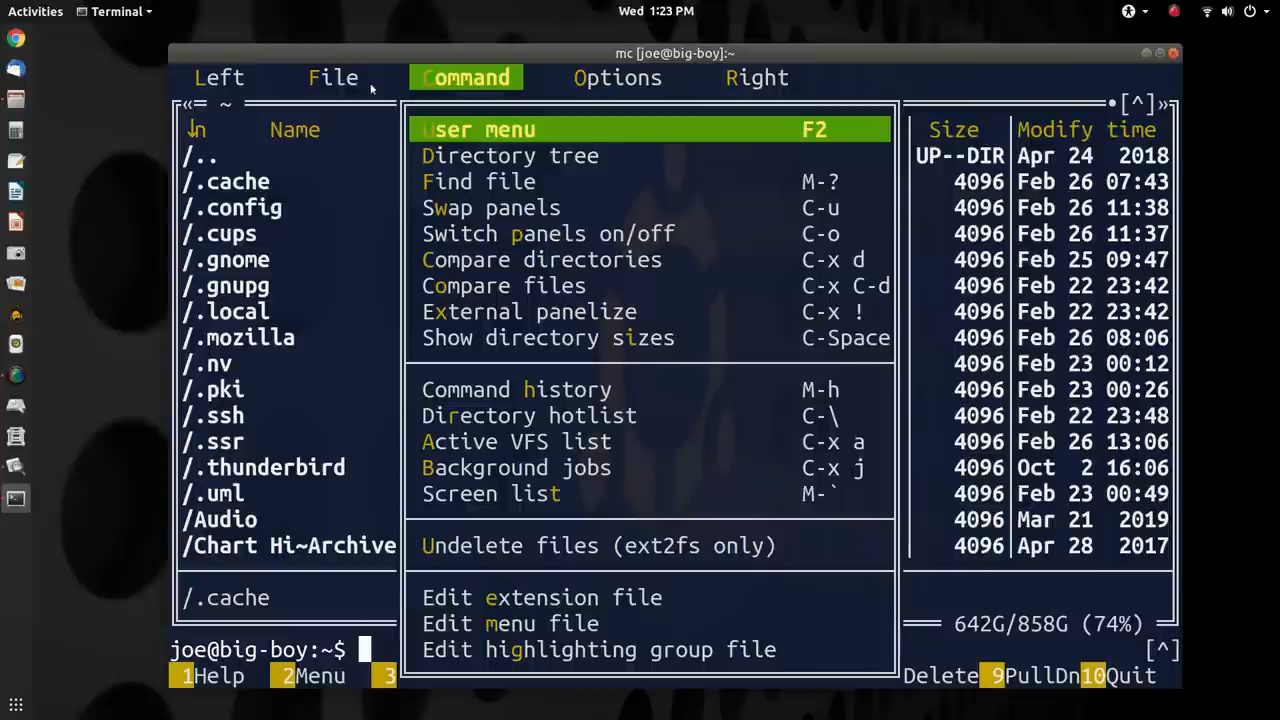 Activities Terminal Wed 1:23 PM
mc [joe@big-boy]:~
Left File Command Options Right
~ •[^]
↓n Name Size Modify time
User menu F2
/.. Directory tree UP--DIR Apr 24 2018
/.cache Find file M-? 4096 Feb 26 07:43
/.config Swap panels C-u 4096 Feb 26 11:38
/.cups Switch panels on/off C-o 4096 Feb 26 11:37
/.gnome Compare directories C-x d 4096 Feb 25 09:47
/.gnupg Compare files C-x C-d 4096 Feb 22 23:42
/.local External panelize C-x ! 4096 Feb 22 23:42
/.mozilla Show directory sizes C-Space 4096 Feb 26 08:06
/.nv 4096 Feb 23 00:12
/.pki Command history M-h 4096 Feb 23 00:26
/.ssh Directory hotlist C-\ 4096 Feb 22 23:48
/.ssr Active VFS list C-x a 4096 Feb 26 13:06
/.thunderbird Background jobs C-x j 4096 Oct 2 16:06
/.uml Screen list M-` 4096 Feb 23 00:49
/Audio 4096 Mar 21 2019
/Chart Hi~Archive Undelete files (ext2fs only) 4096 Apr 28 2017
/.cache Edit extension file
Edit menu file 642G/858G (74%)
joe@big-boy:~$ Edit highlighting group file [^]
1Help 2Menu 3 Delete 9PullDn10Quit